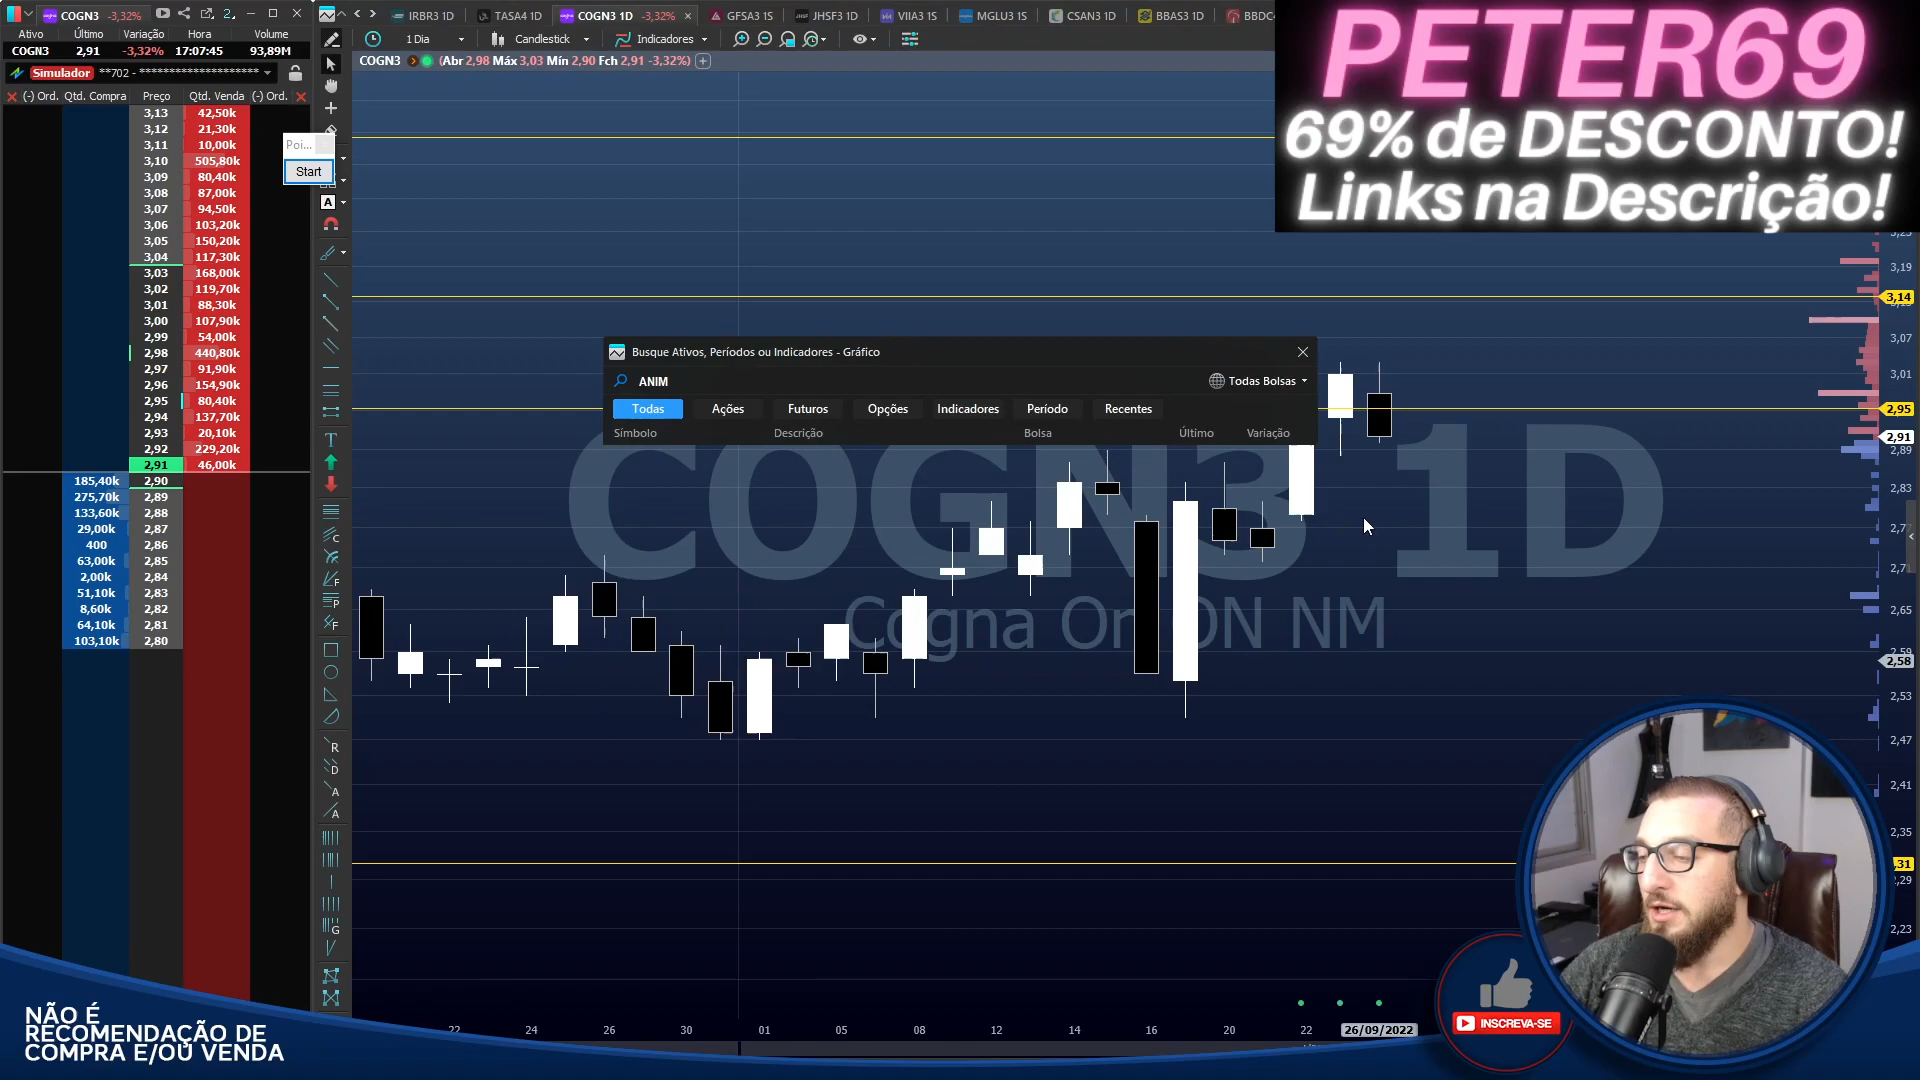 COGN3 -3,32% 2..
Ativo Último Variação Hora Volume
COGN3 2,91 -3,32% 17:07:45 93,89M
Simulador **702 - ********************
(-) Ord. Qtd. Compra Preço Qtd. Venda (-) Ord.
3,13 42,50k
3,12 21,30k
3,11 10,00k
3,10 505,80k
3,09 80,40k
3,08 87,00k
3,07 94,50k
3,06 103,20k
3,05 150,20k
3,04 117,30k
3,03 168,00k
3,02 119,70k
3,01 88,30k
3,00 107,90k
2,99 54,00k
2,98 440,80k
2,97 91,90k
2,96 154,90k
2,95 80,40k
2,94 137,70k
2,93 20,10k
2,92 229,20k
2,91 46,00k
185,40k 2,90
275,70k 2,89
133,60k 2,88
29,00k 2,87
400 2,86
63,00k 2,85
2,00k 2,84
51,10k 2,83
8,60k 2,82
64,10k 2,81
103,10k 2,80
Poi...
Start
IRBR3 1D TASA4 1D COGN3 1D -3,32% GFSA3 1S JHSF3 1D VIIA3 1S MGLU3 1S CSAN3 1D BBAS3 1D BBDC
1 Dia Candlestick Indicadores
COGN3 (Abr 2,98 Máx 3,03 Mín 2,90 Fch 2,91 -3,32%)
PETER69
69% de DESCONTO!
Links na Descrição!
Busque Ativos, Períodos ou Indicadores - Gráfico
ANIM Todas Bolsas
Todas Ações Futuros Opções Indicadores Período Recentes
Símbolo Descrição Bolsa Último Variação
COGN3 1D
Cogna On ON NM
3,19
3,14
3,07
3,01
2,95
2,91
2,89
2,83
2,65
2,58
2,53
2,47
2,41
2,35
2,29
2,23
22 24 26 30 01 05 08 12 14 16 20 22 26/09/2022
NÃO É
RECOMENDAÇÃO DE
COMPRA E/OU VENDA
INSCREVA-SE